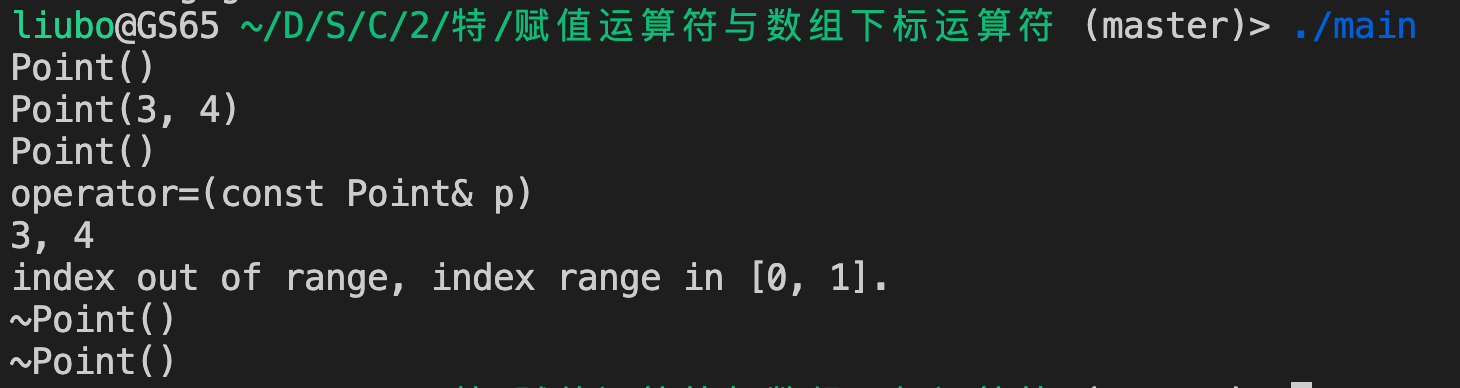 liubo@GS65 ~/D/S/C/2/特/赋值运算符与数组下标运算符 (master)> ./main
Point()
Point(3, 4)
Point()
operator=(const Point& p)
3, 4
index out of range, index range in [0, 1].
~Point()
~Point()